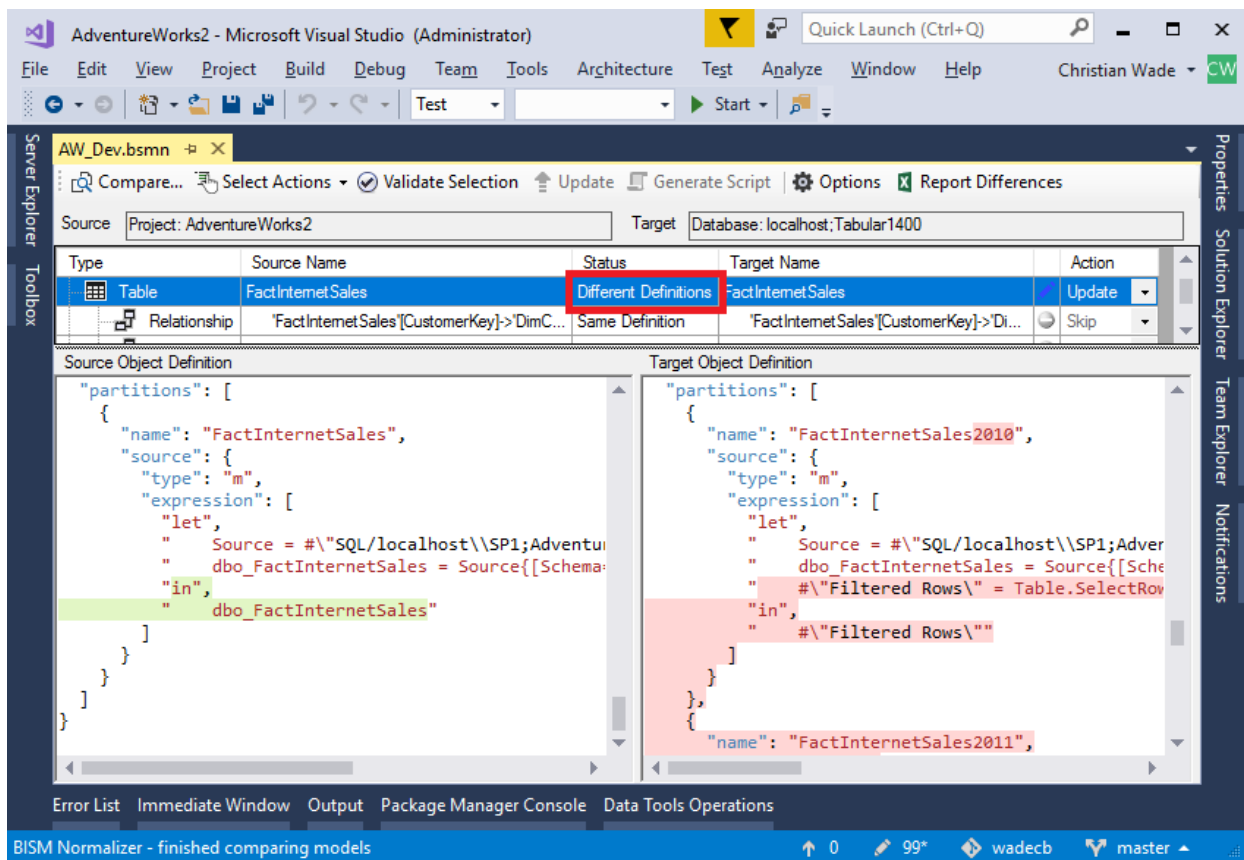 AdventureWorks2 - Microsoft Visual Studio (Administrator)
Quick Launch (Ctrl+Q)
File Edit View Project Build Debug Team Tools Architecture Test Analyze Window Help Christian Wade CW
Test Start
Server Explorer
Toolbox
AW_Dev.bsmn
Compare... Select Actions Validate Selection Update Generate Script Options Report Differences
Source Project: AdventureWorks2 Target Database: localhost;Tabular1400
Type Source Name Status Target Name Action
Table FactInternetSales Different Definitions FactInternetSales Update
Relationship 'FactInternetSales'[CustomerKey]->'DimC... Same Definition 'FactInternetSales'[CustomerKey]->'Di... Skip
Source Object Definition
"partitions": [
{
"name": "FactInternetSales",
"source": {
"type": "m",
"expression": [
"let",
" Source = #\"SQL/localhost\\SP1;Adventu
" dbo_FactInternetSales = Source{[Schema=
"in",
" dbo_FactInternetSales"
]
}
}
]
}
Target Object Definition
"partitions": [
{
"name": "FactInternetSales2010",
"source": {
"type": "m",
"expression": [
"let",
" Source = #\"SQL/localhost\\SP1;Adver
" dbo_FactInternetSales = Source{[Sche
" #\"Filtered Rows\" = Table.SelectRow
"in",
" #\"Filtered Rows\""
]
}
},
{
"name": "FactInternetSales2011",
Properties
Solution Explorer
Team Explorer
Notifications
Error List Immediate Window Output Package Manager Console Data Tools Operations
BISM Normalizer - finished comparing models 0 99* wadecb master